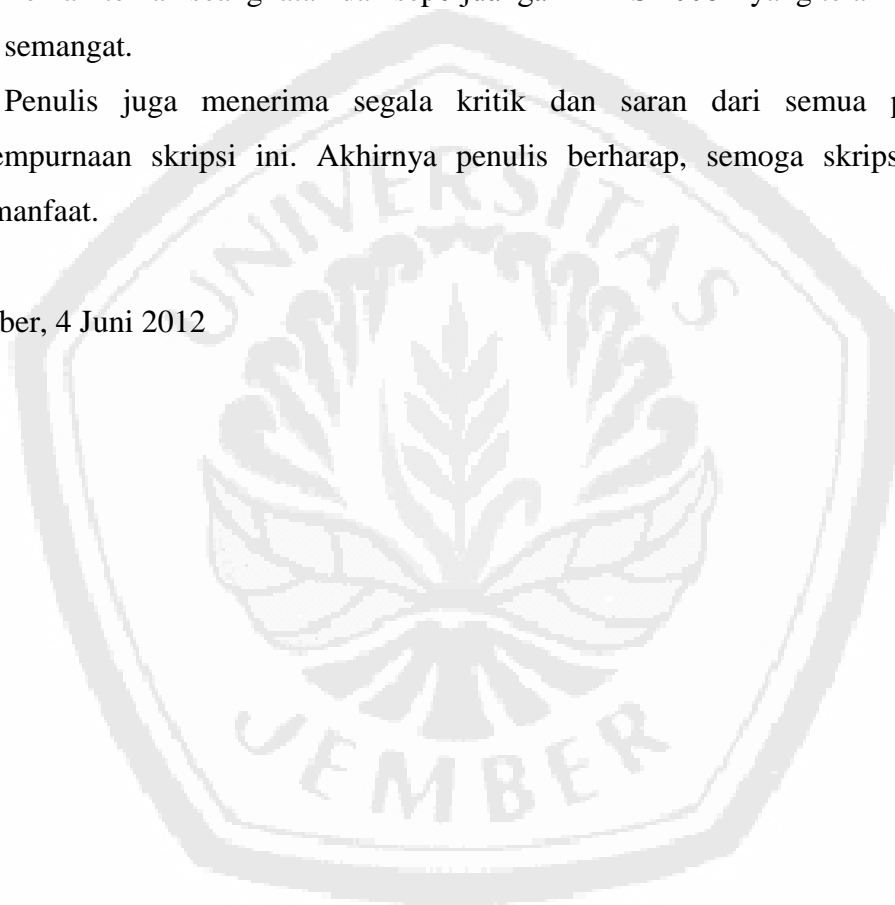 semangat.
Penulis juga menerima segala kritik dan saran dari semua p
empurnaan skripsi ini. Akhirnya penulis berharap, semoga skrips
manfaat.
ber, 4 Juni 2012
UNIVERSITAS
JEMBER